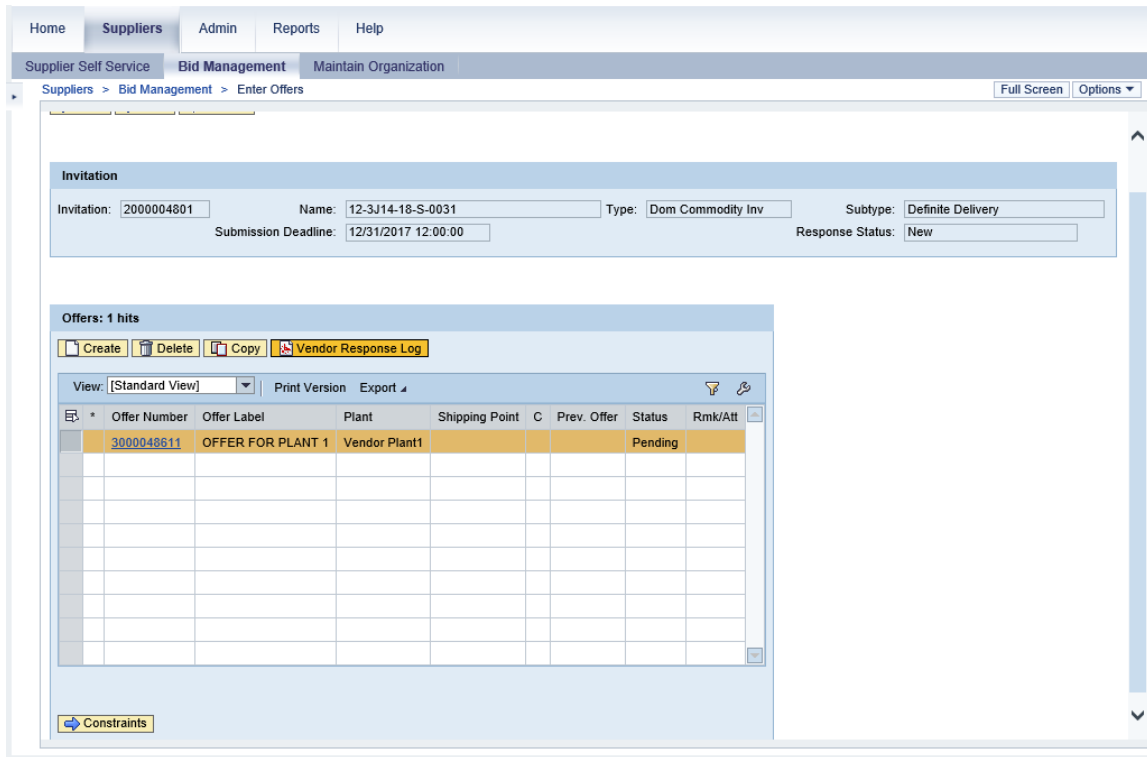 Home Suppliers Admin Reports Help
Supplier Self Service Bid Management Maintain Organization
Suppliers > Bid Management > Enter Offers Full Screen Options
Invitation
Invitation: 2000004801 Name: 12-3J14-18-S-0031 Type: Dom Commodity Inv Subtype: Definite Delivery
Submission Deadline: 12/31/2017 12:00:00 Response Status: New
Offers: 1 hits
Create Delete Copy Vendor Response Log
View: [Standard View] Print Version Export
* Offer Number Offer Label Plant Shipping Point C Prev. Offer Status Rmk/Att
3000048611 OFFER FOR PLANT 1 Vendor Plant1 Pending
Constraints